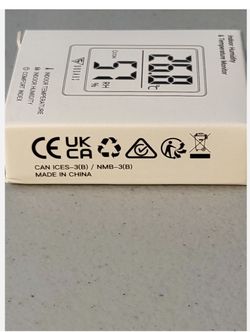 Indoor Humidity
& Temperature Monitor
INDOOR TEMPERATURE
INDOOR HUMIDITY
COMFORT INDEX
RH
%
°C
CE UK
CA
CAN ICES-3(B) / NMB-3(B)
MADE IN CHINA